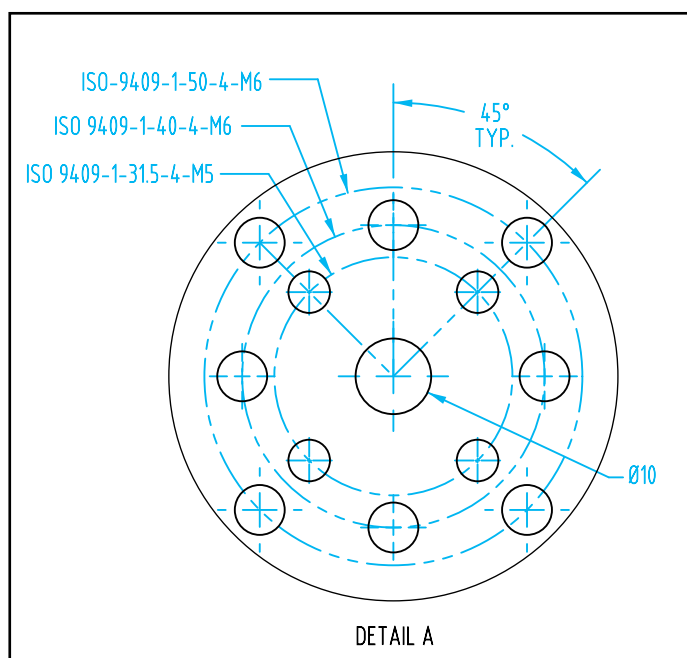 ISO-9409-1-50-4-M6
ISO 9409-1-40-4-M6
ISO 9409-1-31.5-4-M5
45°
TYP.
Ø10
DETAIL A